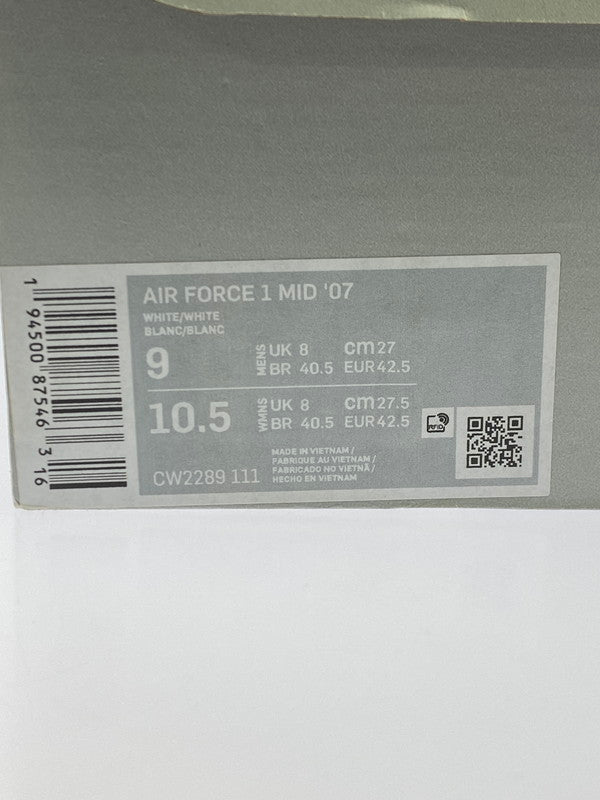 AIR FORCE 1 MID '07
WHITE/WHITE
BLANC/BLANC
9 MENS UK 8 cm 27
BR 40.5 EUR 42.5
10.5 WMNS UK 8 cm 27.5
BR 40.5 EUR 42.5
RFID
CW2289 111
MADE IN VIETNAM /
FABRIQUE AU VIETNAM /
FABRICADO NO VIETNÃ /
HECHO EN VIETNAM
1 94500 87546 3 16